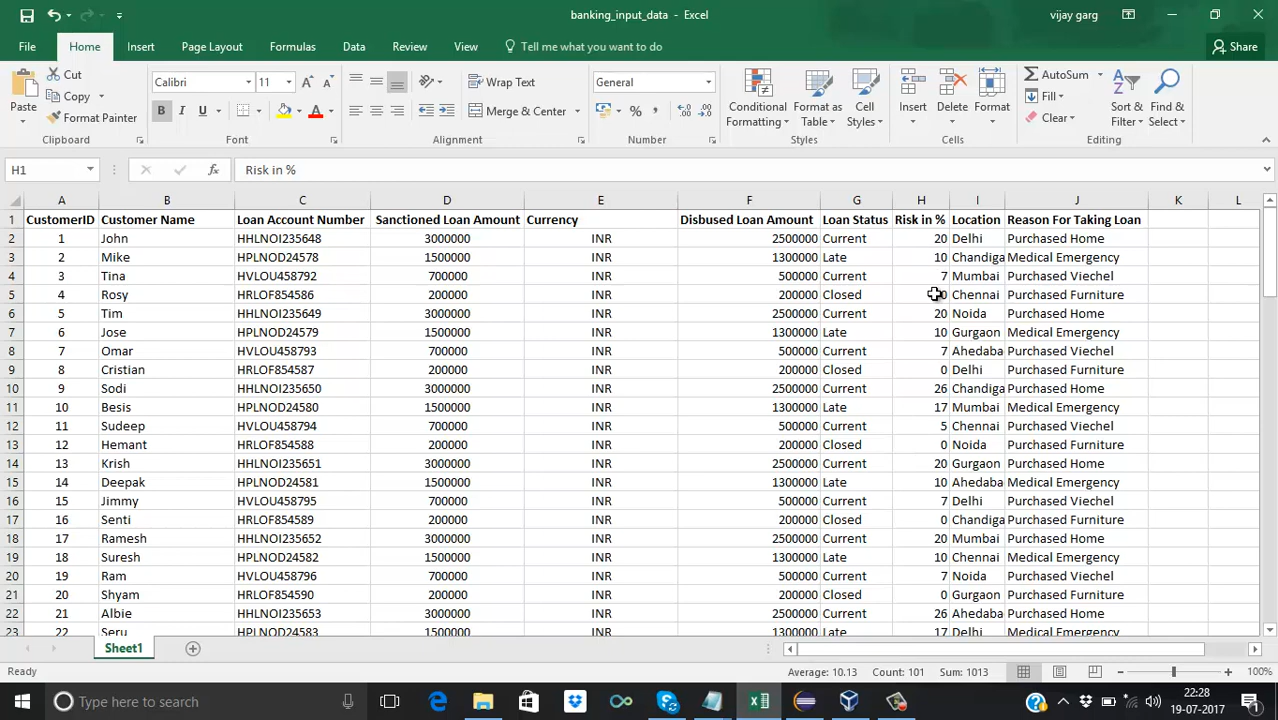 banking_input_data - Excel
vijay garg
File Home Insert Page Layout Formulas Data Review View Tell me what you want to do Share
Paste Cut Copy Format Painter Clipboard
Calibri 11 B I U A Font
Wrap Text Merge & Center Alignment
General % , Number
Conditional Formatting Format as Table Cell Styles Styles
Insert Delete Format Cells
AutoSum Fill Clear Sort & Filter Find & Select Editing
H1 fx Risk in %
A B C D E F G H I J K L
1 CustomerID Customer Name Loan Account Number Sanctioned Loan Amount Currency Disbused Loan Amount Loan Status Risk in % Location Reason For Taking Loan
2 1 John HHLNOI235648 3000000 INR 2500000 Current 20 Delhi Purchased Home
3 2 Mike HPLNOD24578 1500000 INR 1300000 Late 10 Chandiga Medical Emergency
4 3 Tina HVLOU458792 700000 INR 500000 Current 7 Mumbai Purchased Viechel
5 4 Rosy HRLOF854586 200000 INR 200000 Closed 0 Chennai Purchased Furniture
6 5 Tim HHLNOI235649 3000000 INR 2500000 Current 20 Noida Purchased Home
7 6 Jose HPLNOD24579 1500000 INR 1300000 Late 10 Gurgaon Medical Emergency
8 7 Omar HVLOU458793 700000 INR 500000 Current 7 Ahedaba Purchased Viechel
9 8 Cristian HRLOF854587 200000 INR 200000 Closed 0 Delhi Purchased Furniture
10 9 Sodi HHLNOI235650 3000000 INR 2500000 Current 26 Chandiga Purchased Home
11 10 Besis HPLNOD24580 1500000 INR 1300000 Late 17 Mumbai Medical Emergency
12 11 Sudeep HVLOU458794 700000 INR 500000 Current 5 Chennai Purchased Viechel
13 12 Hemant HRLOF854588 200000 INR 200000 Closed 0 Noida Purchased Furniture
14 13 Krish HHLNOI235651 3000000 INR 2500000 Current 20 Gurgaon Purchased Home
15 14 Deepak HPLNOD24581 1500000 INR 1300000 Late 10 Ahedaba Medical Emergency
16 15 Jimmy HVLOU458795 700000 INR 500000 Current 7 Delhi Purchased Viechel
17 16 Senti HRLOF854589 200000 INR 200000 Closed 0 Chandiga Purchased Furniture
18 17 Ramesh HHLNOI235652 3000000 INR 2500000 Current 20 Mumbai Purchased Home
19 18 Suresh HPLNOD24582 1500000 INR 1300000 Late 10 Chennai Medical Emergency
20 19 Ram HVLOU458796 700000 INR 500000 Current 7 Noida Purchased Viechel
21 20 Shyam HRLOF854590 200000 INR 200000 Closed 0 Gurgaon Purchased Furniture
22 21 Albie HHLNOI235653 3000000 INR 2500000 Current 26 Ahedaba Purchased Home
23 22 Seru HPLNOD24583 1500000 INR 1300000 Late 17 Delhi Medical Emergency
Sheet1
Ready Average: 10.13 Count: 101 Sum: 1013 100%
Type here to search
22:28
19-07-2017